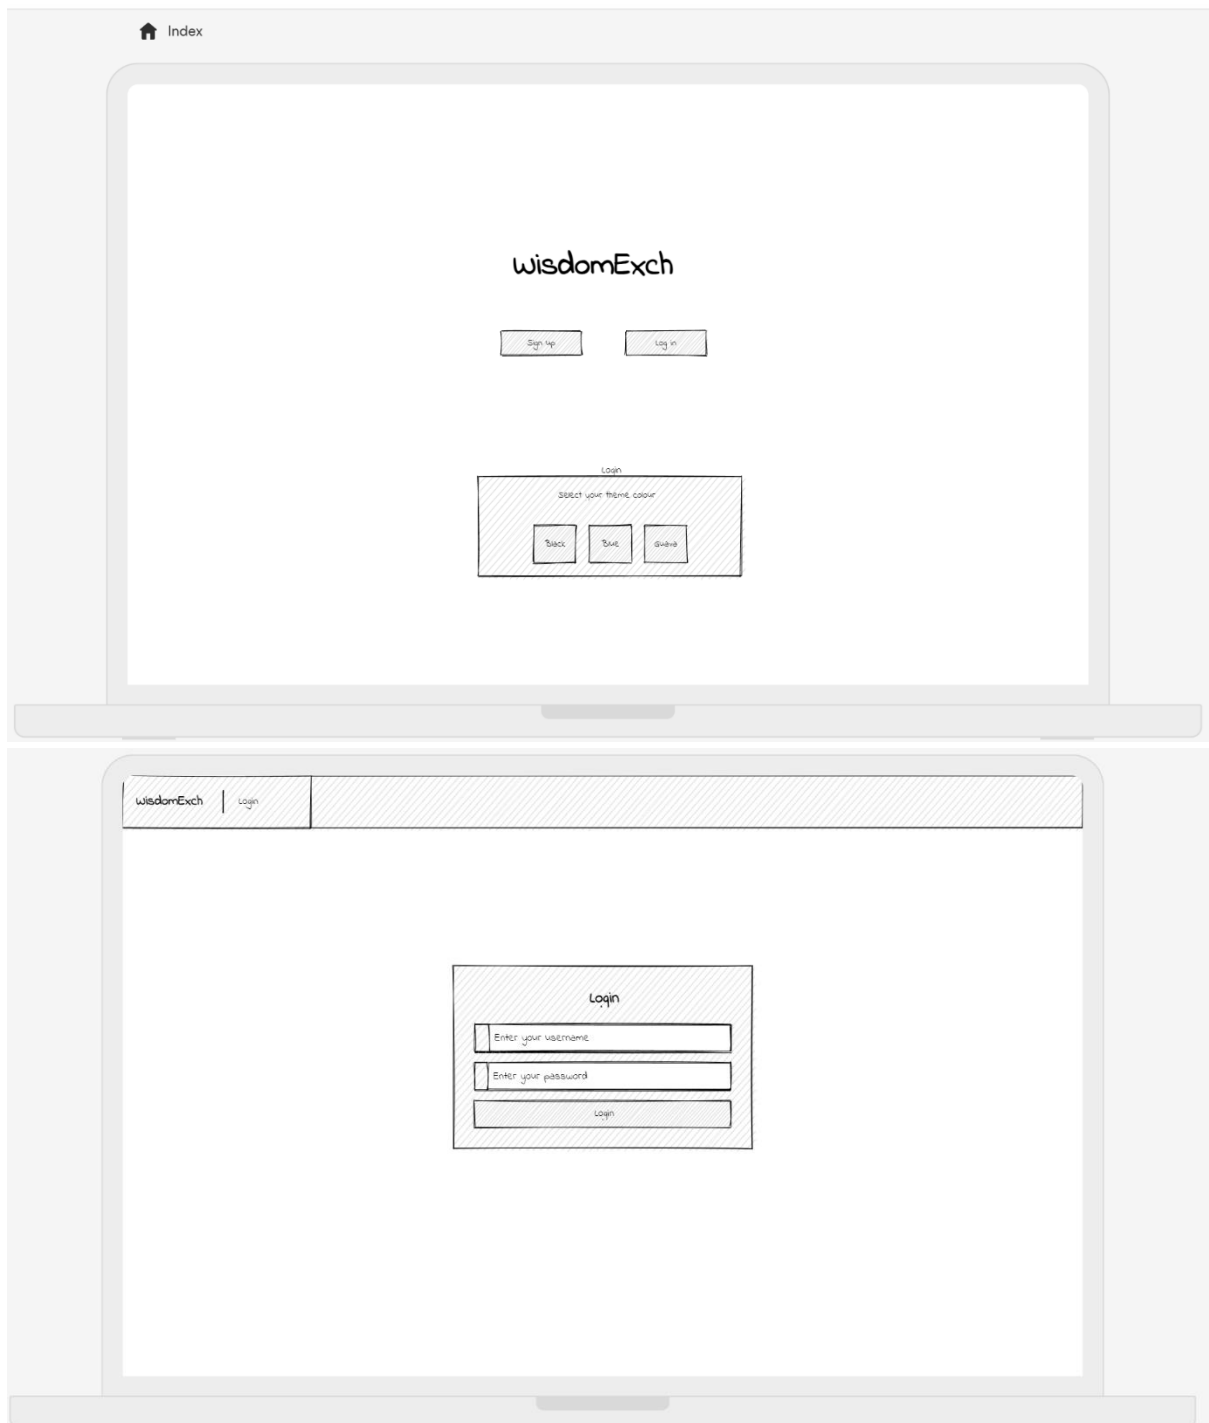 Index
WisdomExch
Sign up
Log in
Login
Select your theme colour
Black
Blue
Guava
WisdomExch
Login
Login
Enter your username
Enter your password
Login